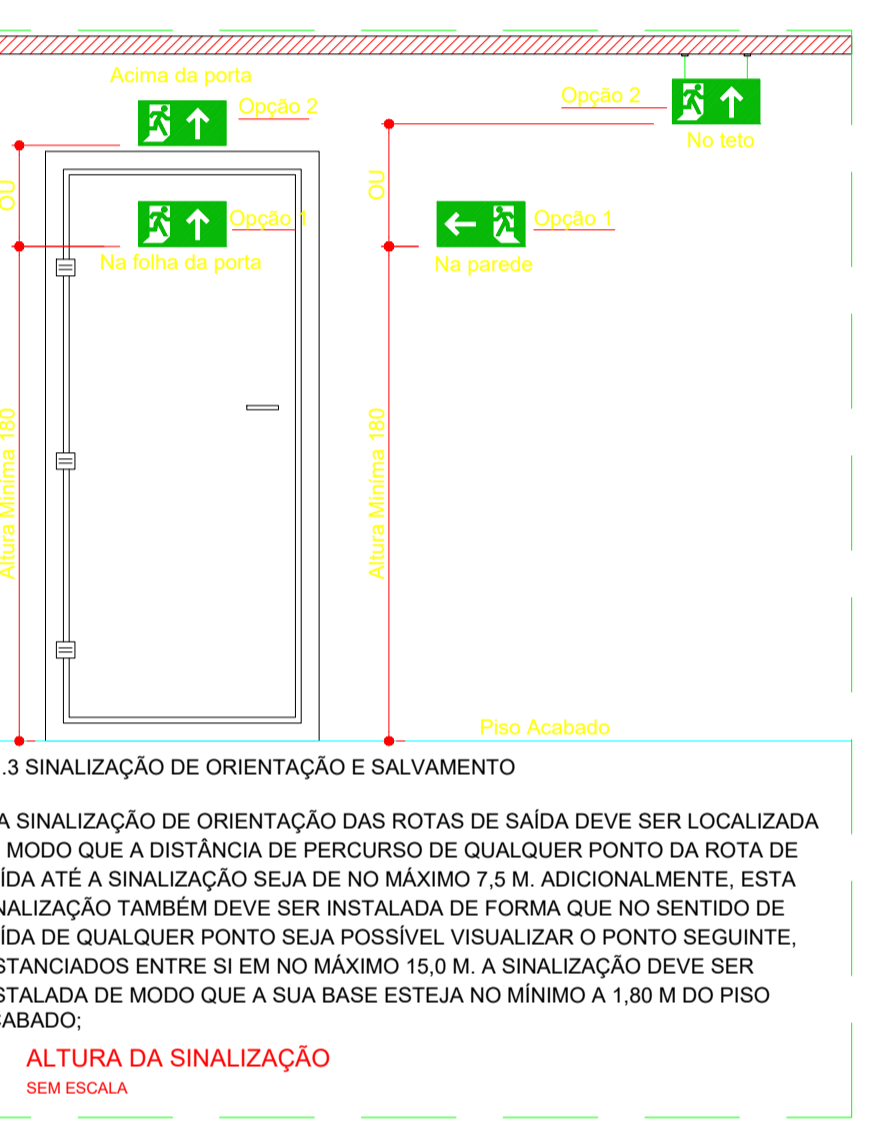 Acima da porta
Opção 2
Opção 2
No teto
OU
OU
Opção 1
Opção 1
Na folha da porta
Na parede
Altura Miníma 180
Altura Miníma 180
Piso Acabado
.3 SINALIZAÇÃO DE ORIENTAÇÃO E SALVAMENTO
A SINALIZAÇÃO DE ORIENTAÇÃO DAS ROTAS DE SAÍDA DEVE SER LOCALIZADA
MODO QUE A DISTÂNCIA DE PERCURSO DE QUALQUER PONTO DA ROTA DE
ÍDA ATÉ A SINALIZAÇÃO SEJA DE NO MÁXIMO 7,5 M. ADICIONALMENTE, ESTA
NALIZAÇÃO TAMBÉM DEVE SER INSTALADA DE FORMA QUE NO SENTIDO DE
ÍDA DE QUALQUER PONTO SEJA POSSÍVEL VISUALIZAR O PONTO SEGUINTE,
STANCIADOS ENTRE SI EM NO MÁXIMO 15,0 M. A SINALIZAÇÃO DEVE SER
STALADA DE MODO QUE A SUA BASE ESTEJA NO MÍNIMO A 1,80 M DO PISO
CABADO;
ALTURA DA SINALIZAÇÃO
SEM ESCALA